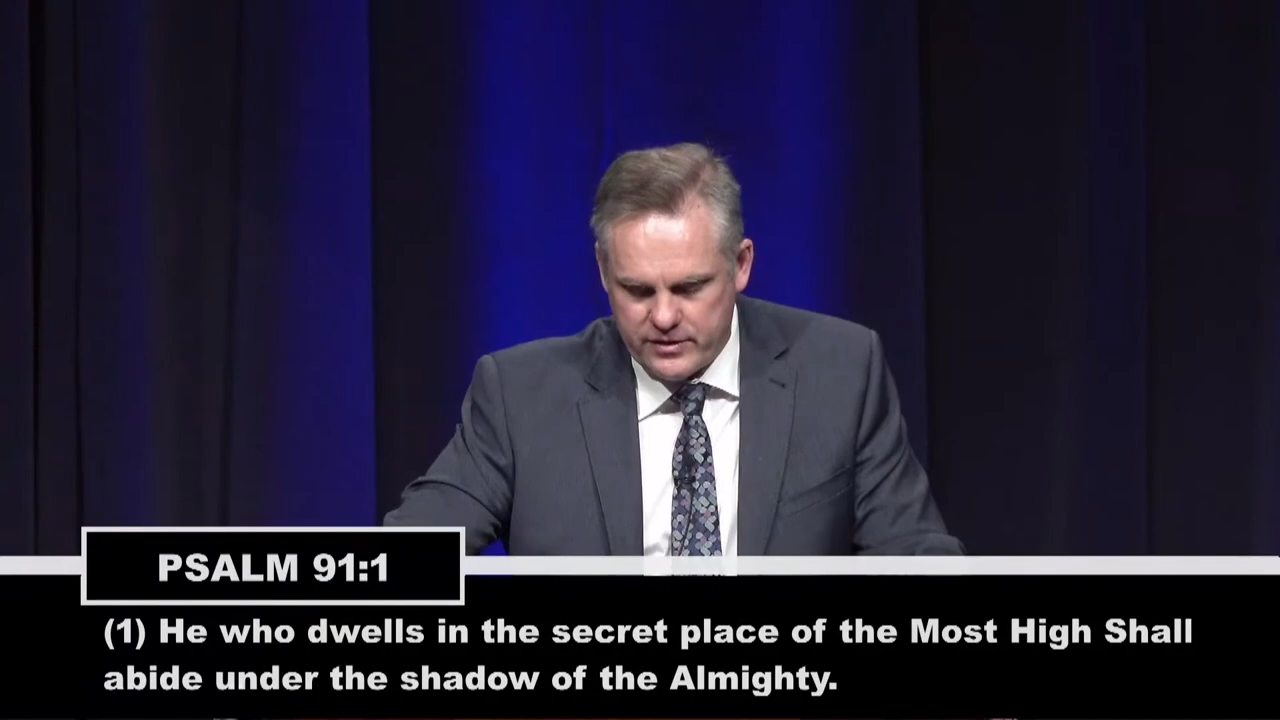 PSALM 91:1
(1) He who dwells in the secret place of the Most High Shall
abide under the shadow of the Almighty.